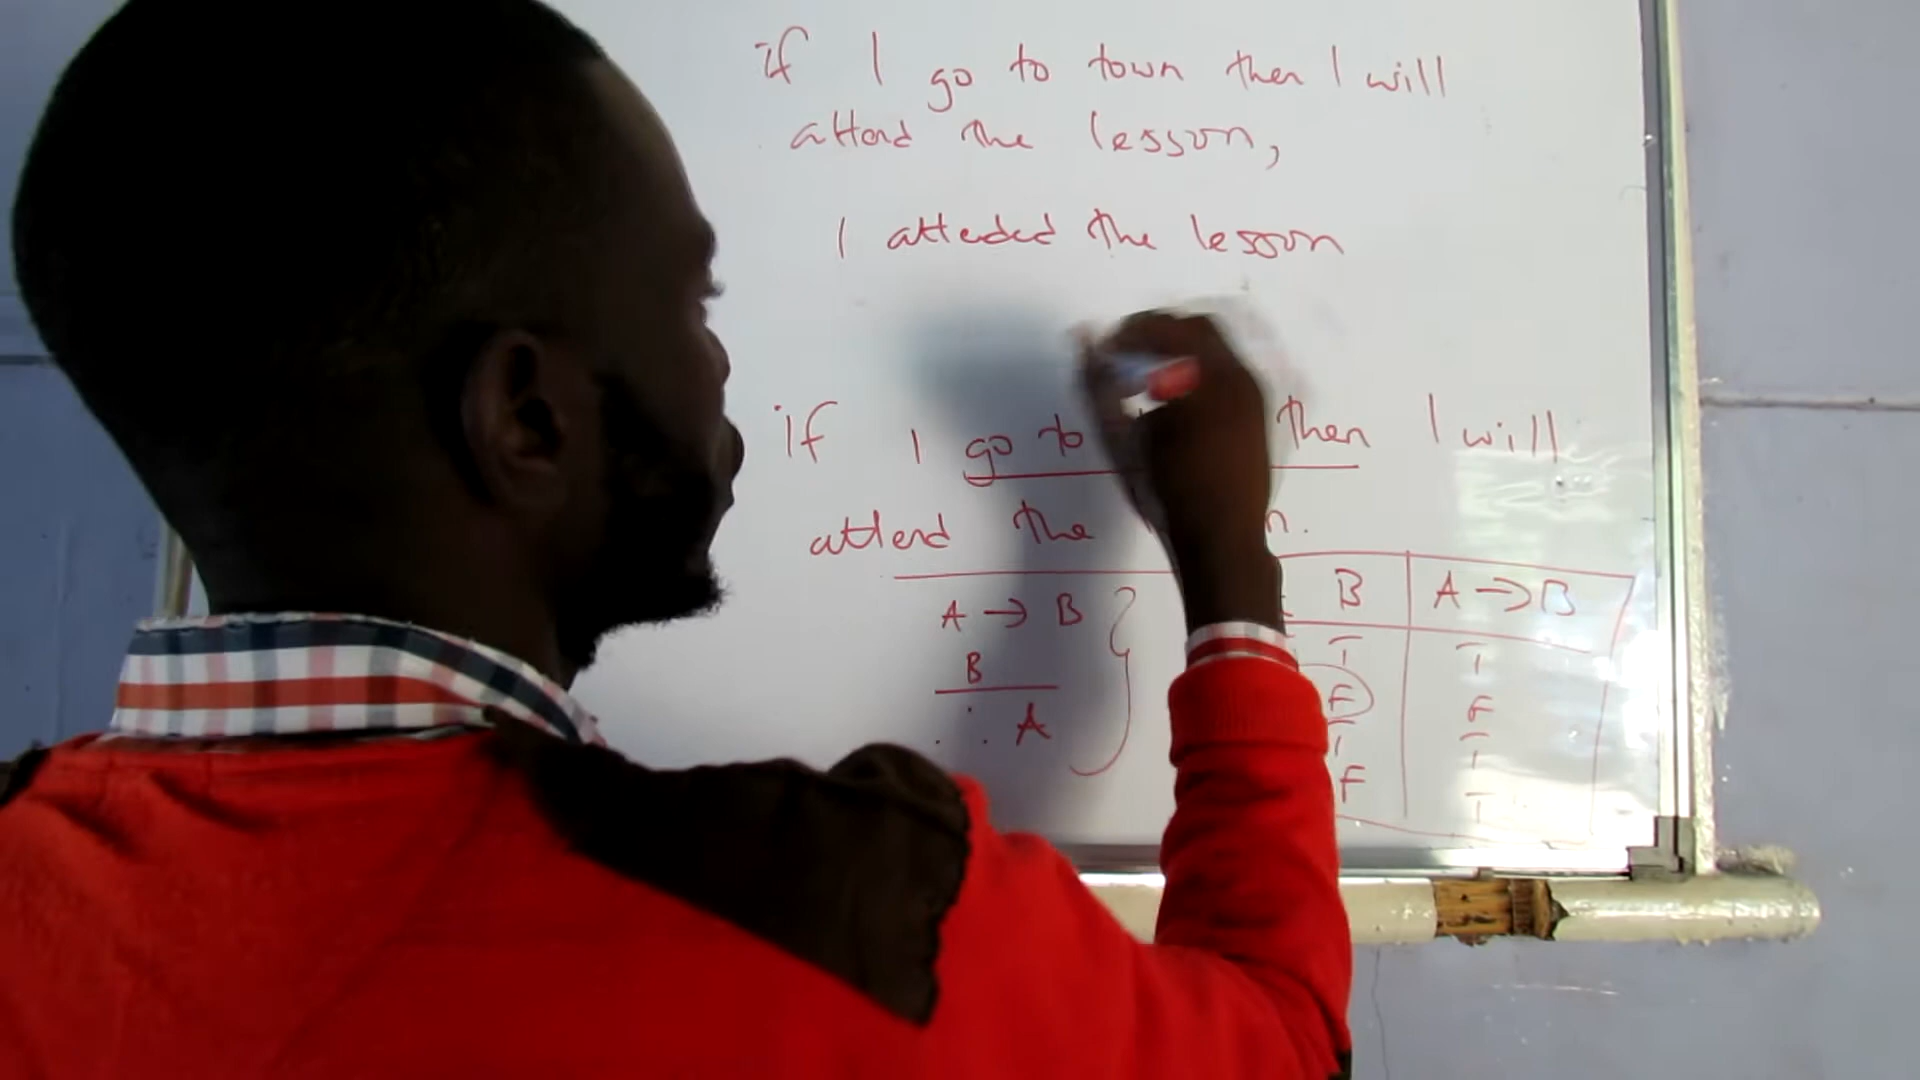 if I go to town then I will
attend the lesson,
I attended the lesson
if I go to then I will
attend the n.
A → B
B
∴ A
B A → B
T T
F F
T T
F T